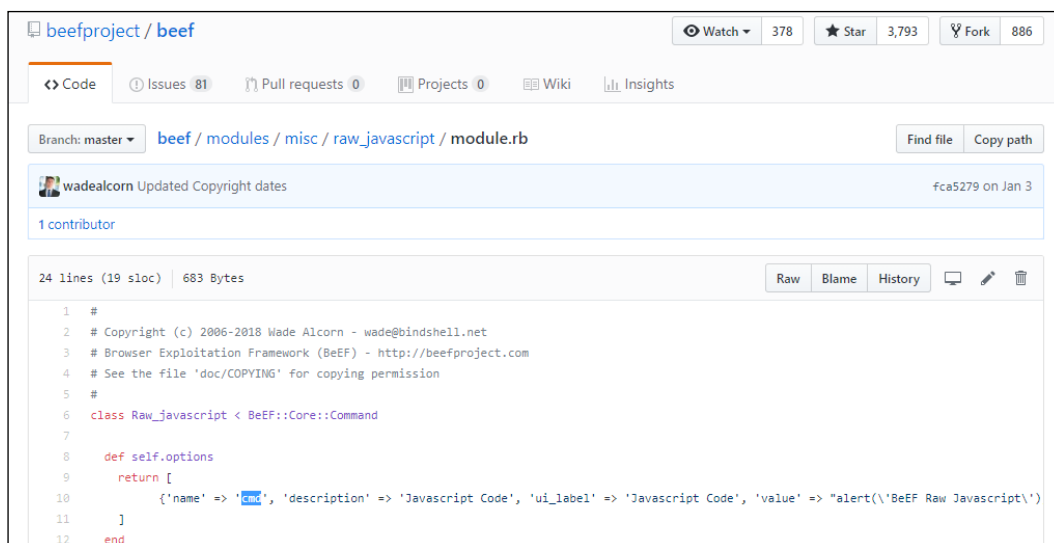 beefproject / beef
Watch 378 Star 3,793 Fork 886
Code Issues 81 Pull requests 0 Projects 0 Wiki Insights
Branch: master beef / modules / misc / raw_javascript / module.rb Find file Copy path
wadealcorn Updated Copyright dates fca5279 on Jan 3
1 contributor
24 lines (19 sloc) 683 Bytes Raw Blame History
1 #
2 # Copyright (c) 2006-2018 Wade Alcorn - wade@bindshell.net
3 # Browser Exploitation Framework (BeEF) - http://beefproject.com
4 # See the file 'doc/COPYING' for copying permission
5 #
6 class Raw_javascript < BeEF::Core::Command
7
8 def self.options
9 return [
10 {'name' => 'cmd', 'description' => 'Javascript Code', 'ui_label' => 'Javascript Code', 'value' => "alert(\'BeEF Raw Javascript\')
11 ]
12 end